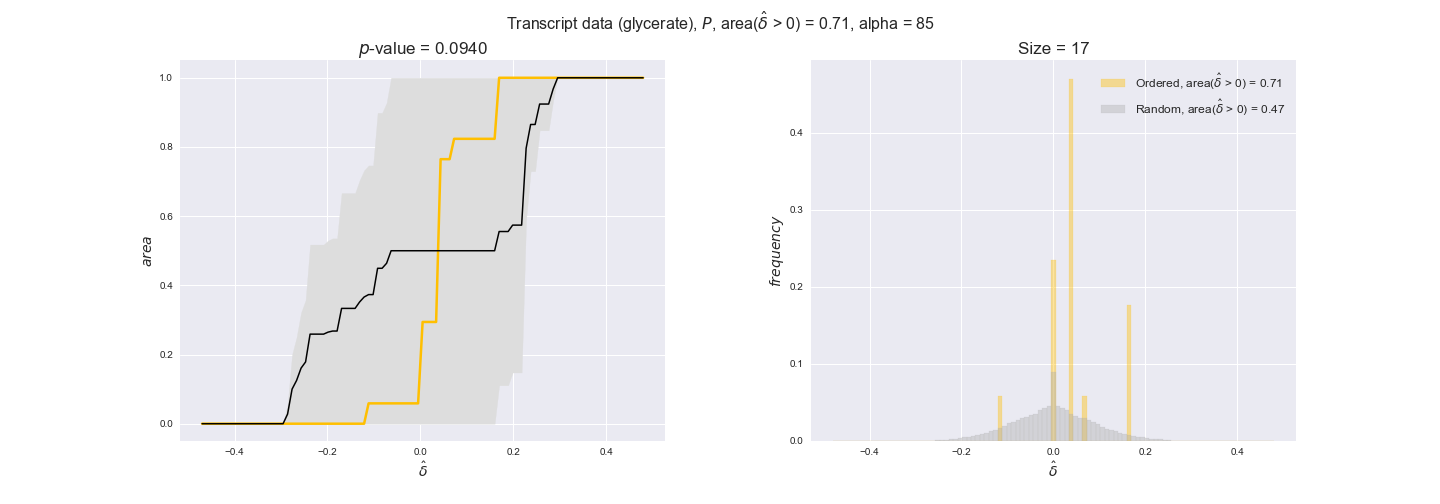 Transcript data (glycerate), P, area(δ̂ > 0) = 0.71, alpha = 85
p-value = 0.0940
1.0
0.8
0.6
0.4
0.2
0.0
area
−0.4 −0.2 0.0 0.2 0.4
δ̂
Size = 17
Ordered, area(δ̂ > 0) = 0.71
Random, area(δ̂ > 0) = 0.47
0.4
0.3
0.2
0.1
0.0
frequency
−0.4 −0.2 0.0 0.2 0.4
δ̂